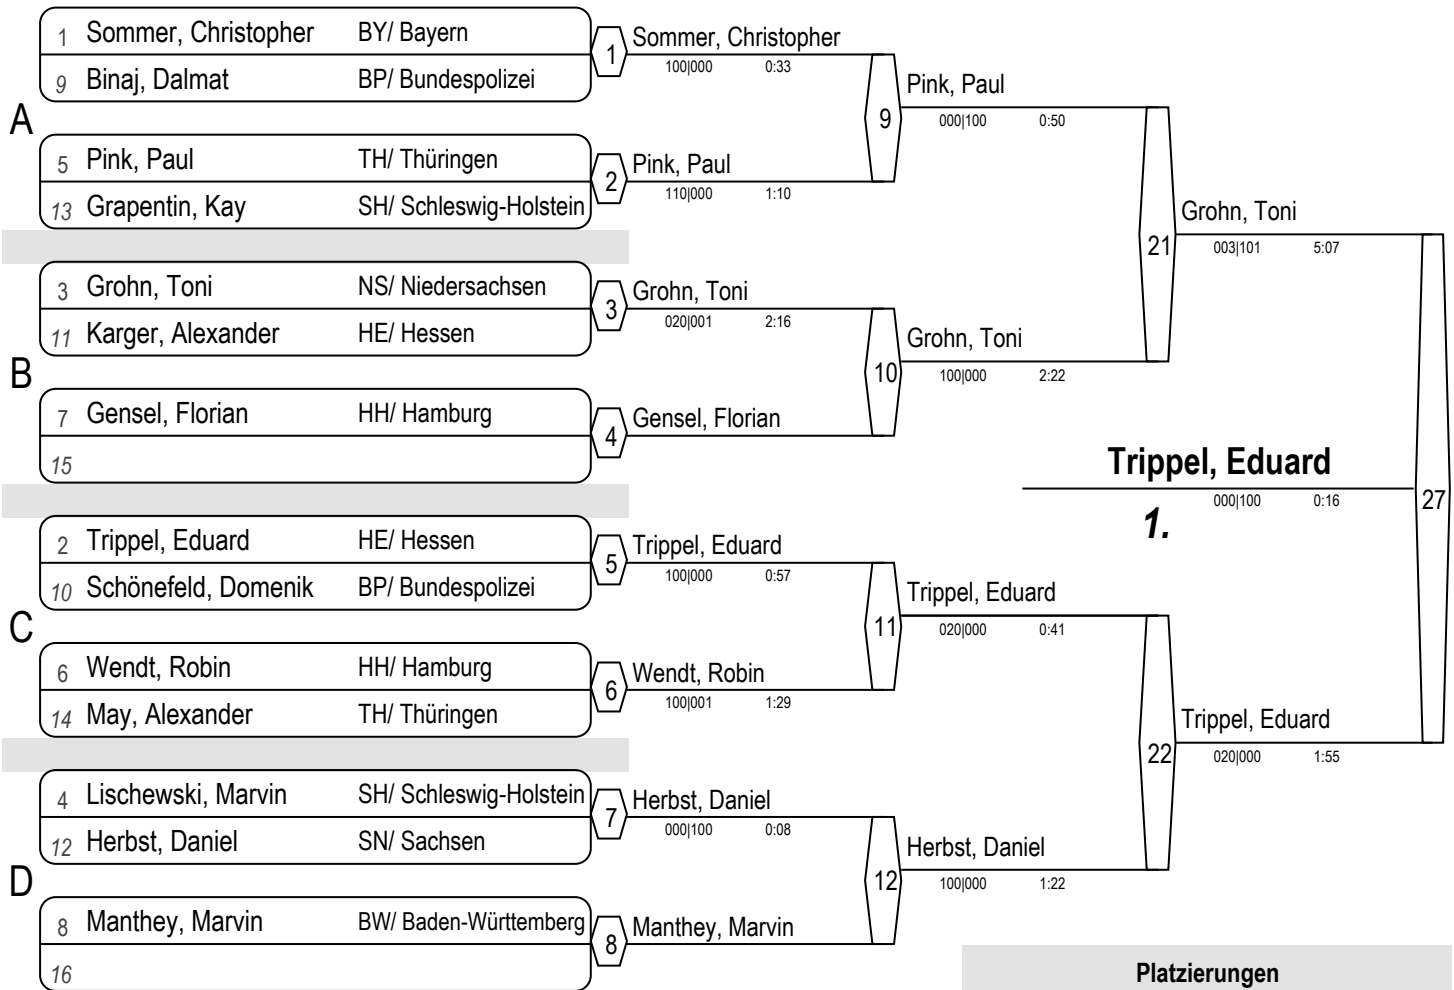 1 Sommer, Christopher BY/ Bayern
9 Binaj, Dalmat BP/ Bundespolizei
A
5 Pink, Paul TH/ Thüringen
13 Grapentin, Kay SH/ Schleswig-Holstein
3 Grohn, Toni NS/ Niedersachsen
11 Karger, Alexander HE/ Hessen
B
7 Gensel, Florian HH/ Hamburg
15
2 Trippel, Eduard HE/ Hessen
10 Schönefeld, Domenik BP/ Bundespolizei
C
6 Wendt, Robin HH/ Hamburg
14 May, Alexander TH/ Thüringen
4 Lischewski, Marvin SH/ Schleswig-Holstein
12 Herbst, Daniel SN/ Sachsen
D
8 Manthey, Marvin BW/ Baden-Württemberg
16
1 Sommer, Christopher
100|000 0:33
2 Pink, Paul
110|000 1:10
3 Grohn, Toni
020|001 2:16
4 Gensel, Florian
5 Trippel, Eduard
100|000 0:57
6 Wendt, Robin
100|001 1:29
7 Herbst, Daniel
000|100 0:08
8 Manthey, Marvin
9 Pink, Paul
000|100 0:50
10 Grohn, Toni
100|000 2:22
11 Trippel, Eduard
020|000 0:41
12 Herbst, Daniel
100|000 1:22
21 Grohn, Toni
003|101 5:07
22 Trippel, Eduard
020|000 1:55
27 Trippel, Eduard
000|100 0:16
1.
Platzierungen